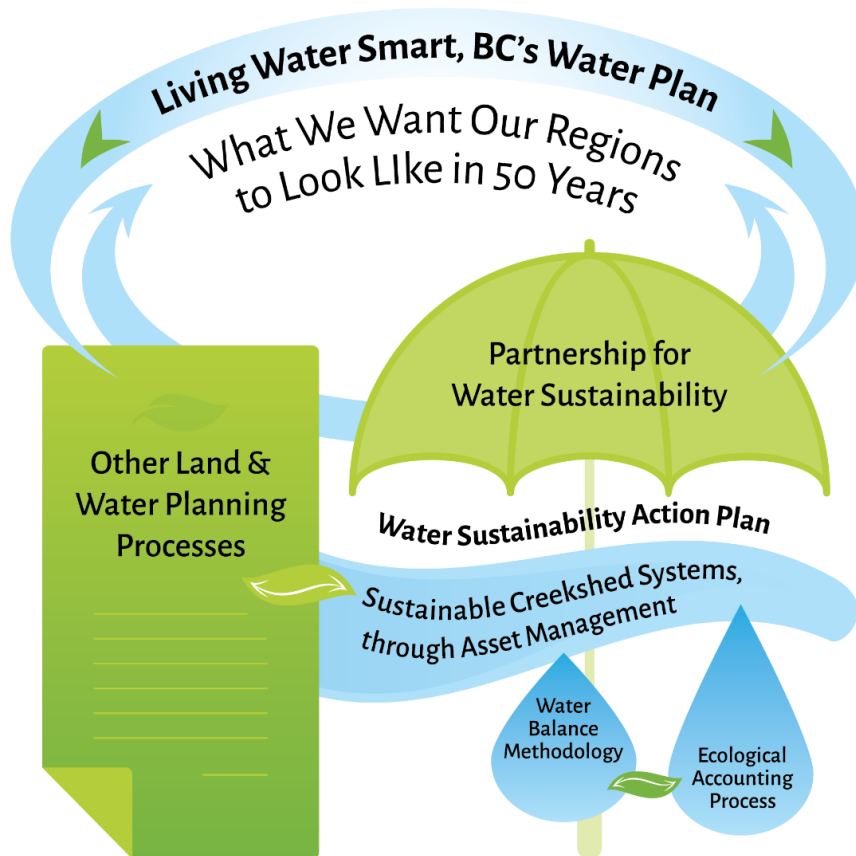 Living Water Smart, BC's Water Plan
What We Want Our Regions
to Look LIke in 50 Years
Partnership for
Water Sustainability
Other Land &
Water Planning
Processes
Water Sustainability Action Plan
Sustainable Creekshed Systems,
through Asset Management
Water
Balance
Methodology
Ecological
Accounting
Process